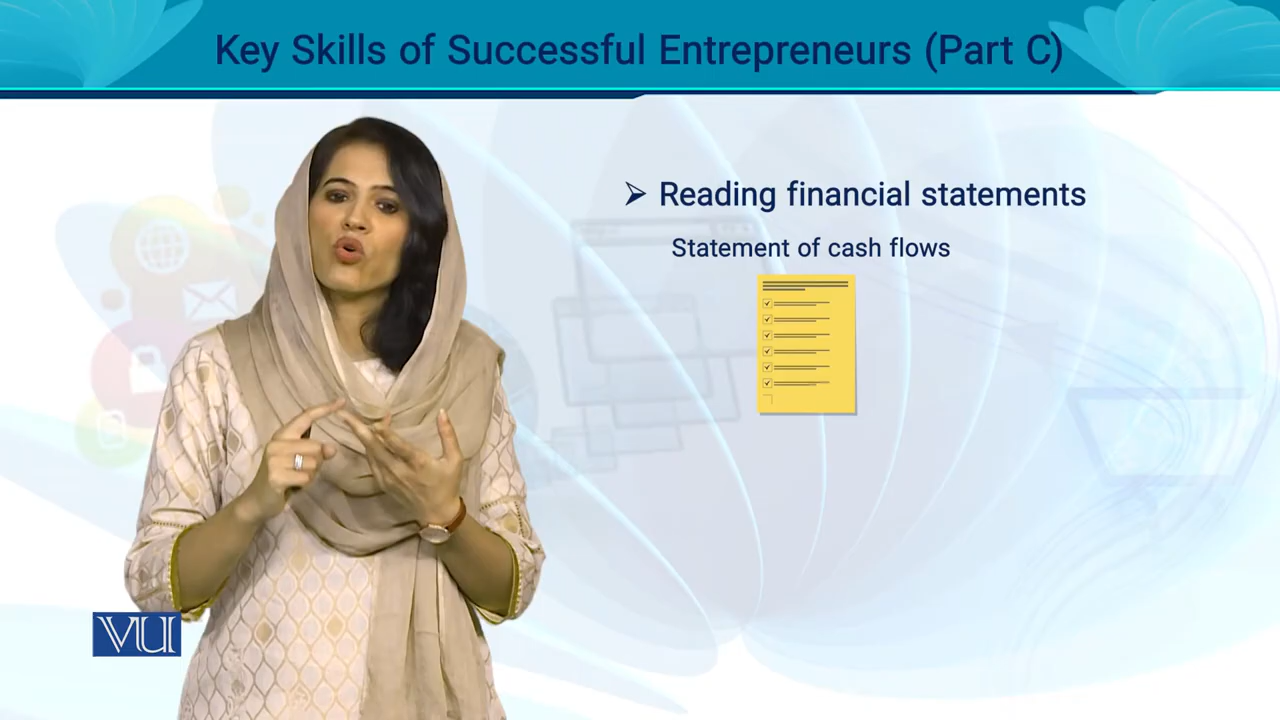 Key Skills of Successful Entrepreneurs (Part C)
➢ Reading financial statements
Statement of cash flows
VU